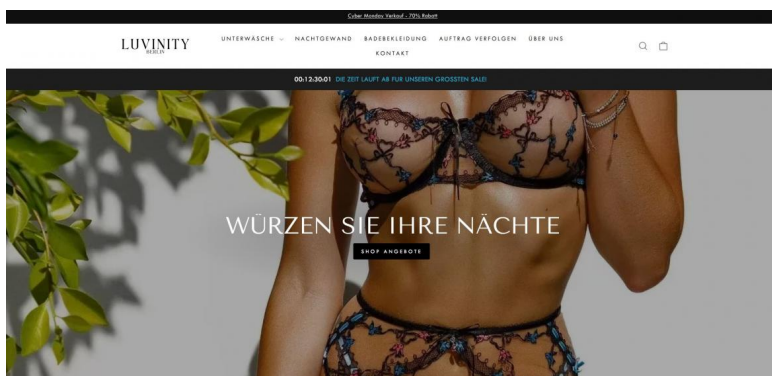 Cyber Monday Verkauf - 70% Rabatt
LUVINITY
BERLIN
UNTERWÄSCHE
NACHTGEWAND
BADEBEKLEIDUNG
AUFTRAG VERFOLGEN
ÜBER UNS
KONTAKT
00:12:30:01 DIE ZEIT LAUFT AB FUR UNSEREN GROSSTEN SALE!
WÜRZEN SIE IHRE NÄCHTE
SHOP ANGEBOTE